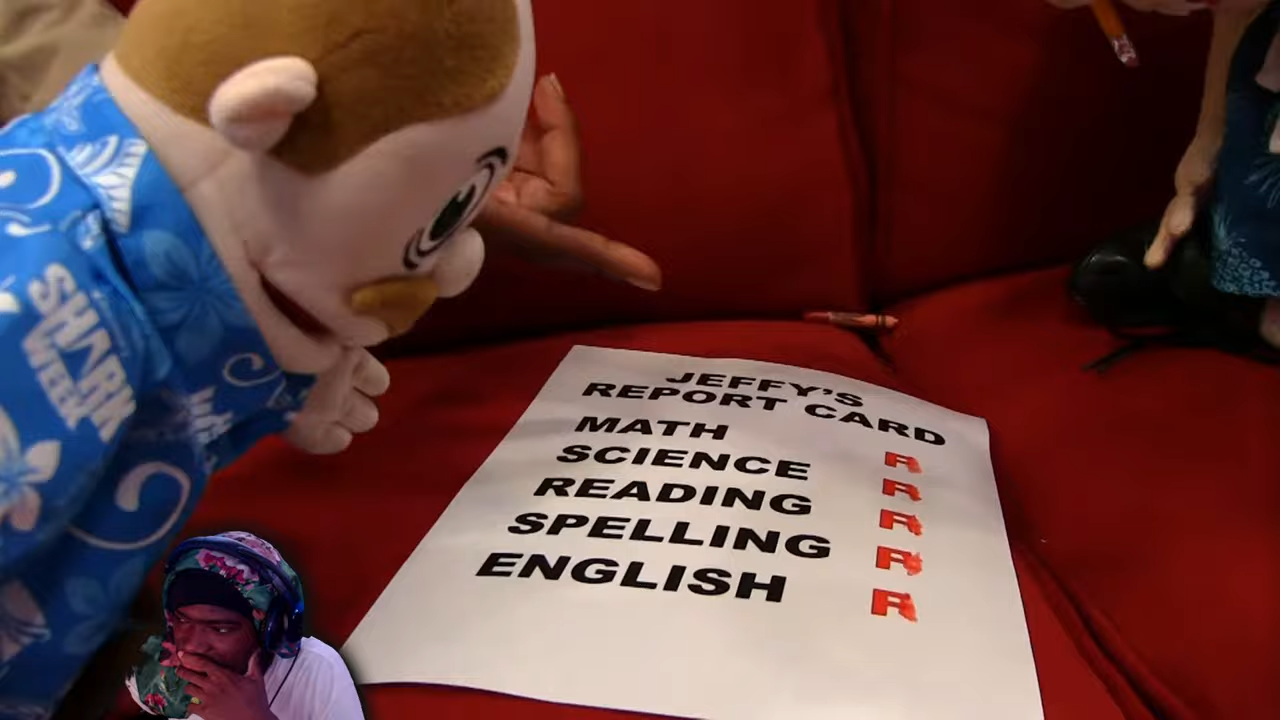 SHARK
WEEK
JEFFY'S
REPORT CARD
MATH R
SCIENCE R
READING R
SPELLING R
ENGLISH R